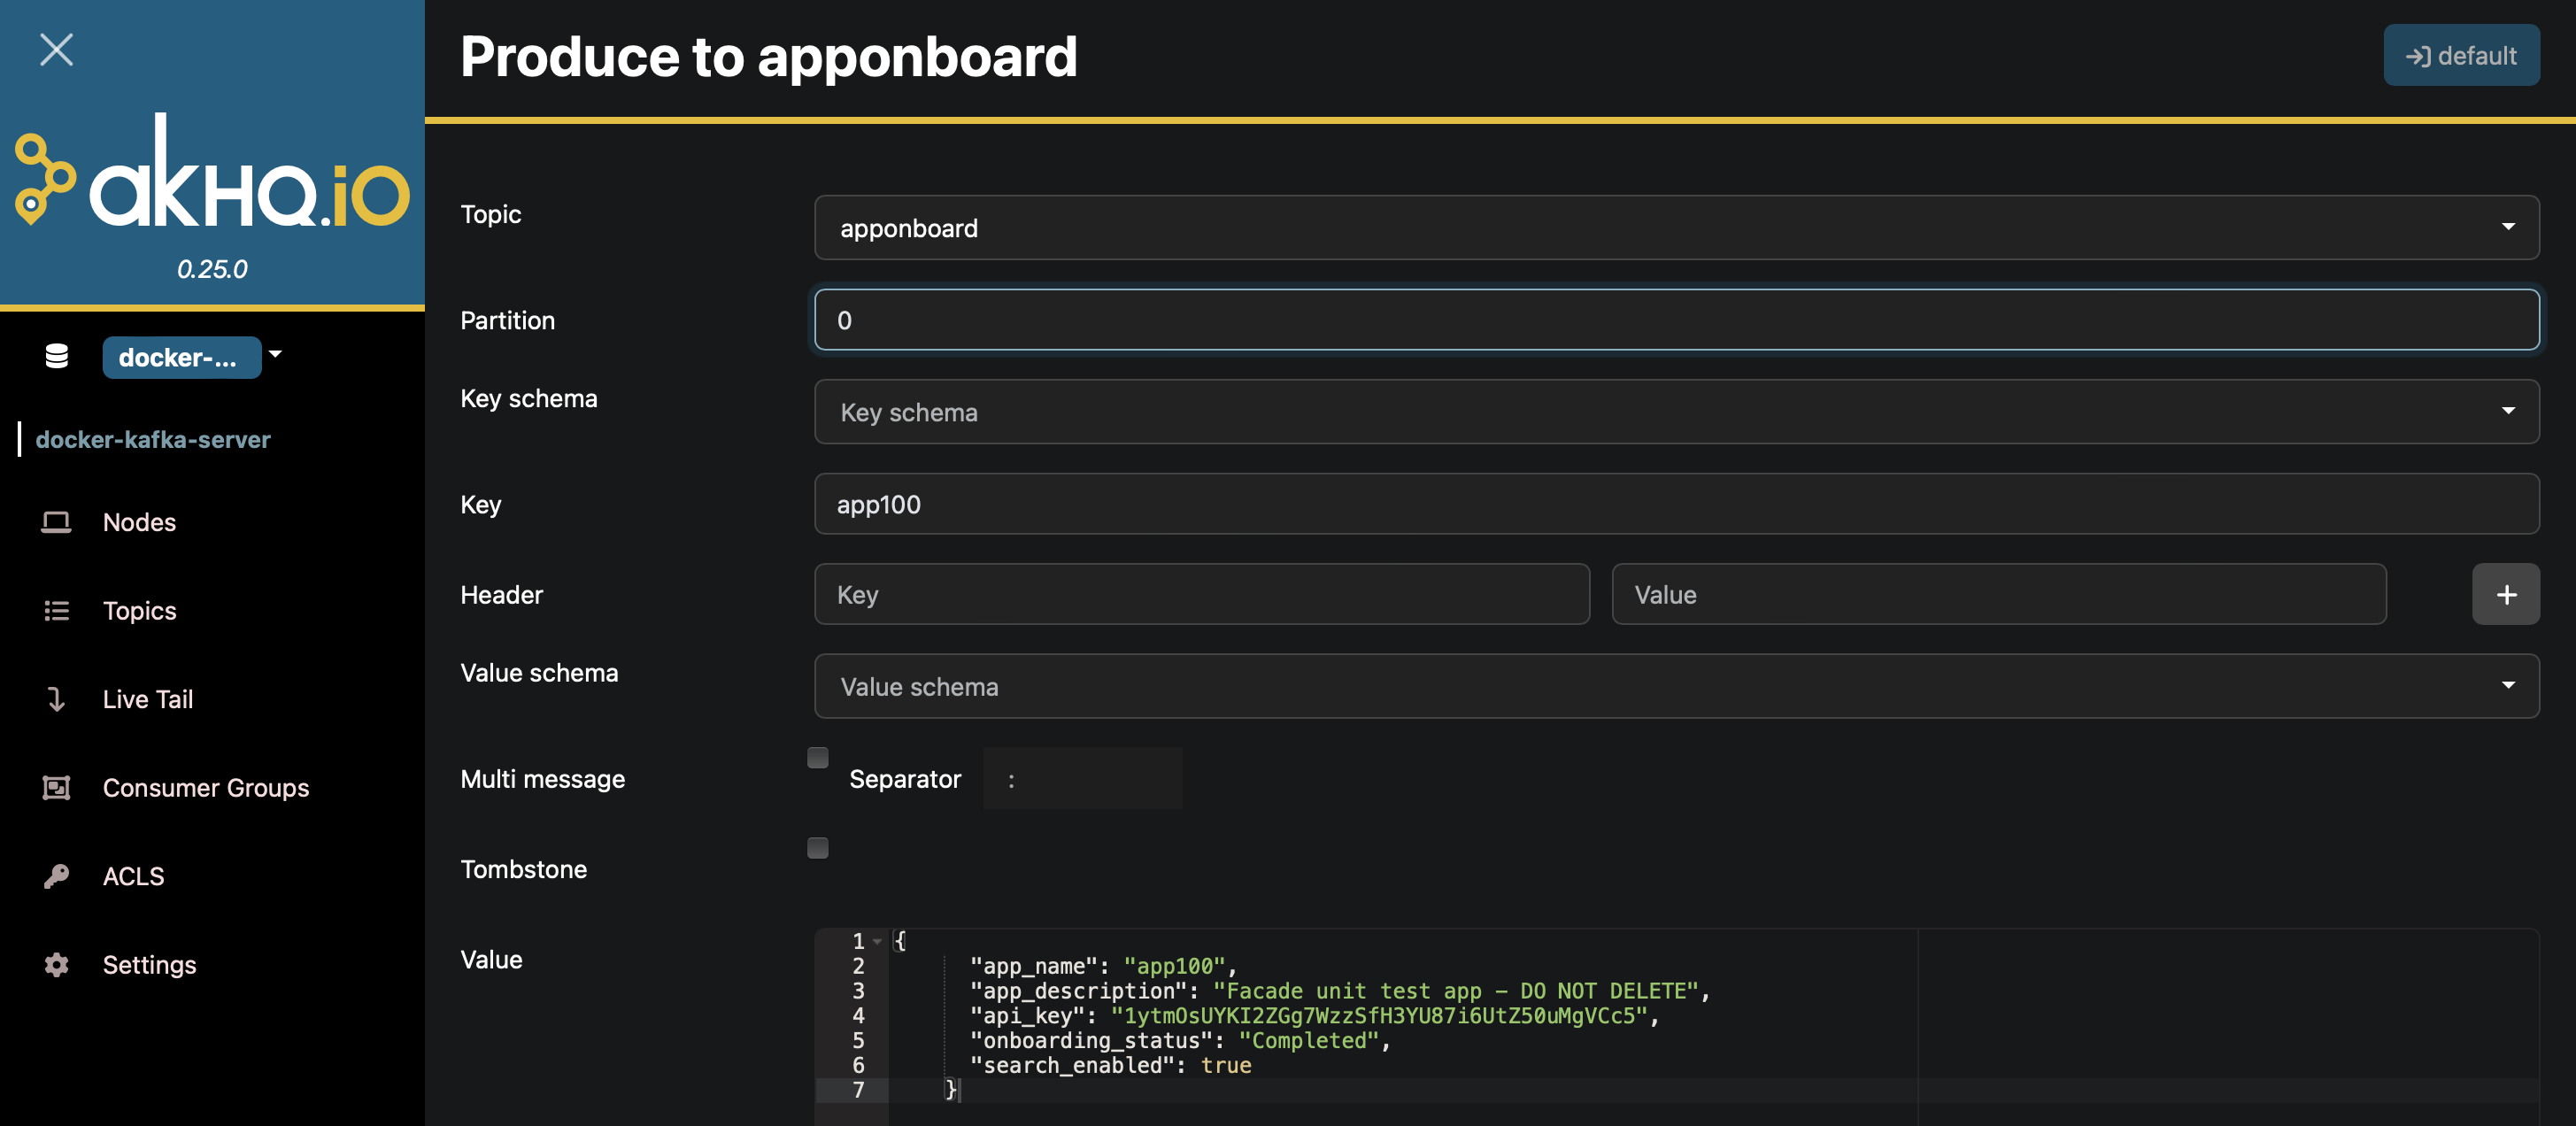 Produce to apponboard
default
akHQ.io
0.25.0
docker-...
docker-kafka-server
Nodes
Topics
Live Tail
Consumer Groups
ACLS
Settings
Topic
apponboard
Partition
0
Key schema
Key schema
Key
app100
Header
Key
Value
+
Value schema
Value schema
Multi message
Separator
:
Tombstone
Value
1 {
2 "app_name": "app100",
3 "app_description": "Facade unit test app – DO NOT DELETE",
4 "api_key": "1ytmOsUYKI2ZGg7WzzSfH3YU87i6UtZ50uMgVCc5",
5 "onboarding_status": "Completed",
6 "search_enabled": true
7 }